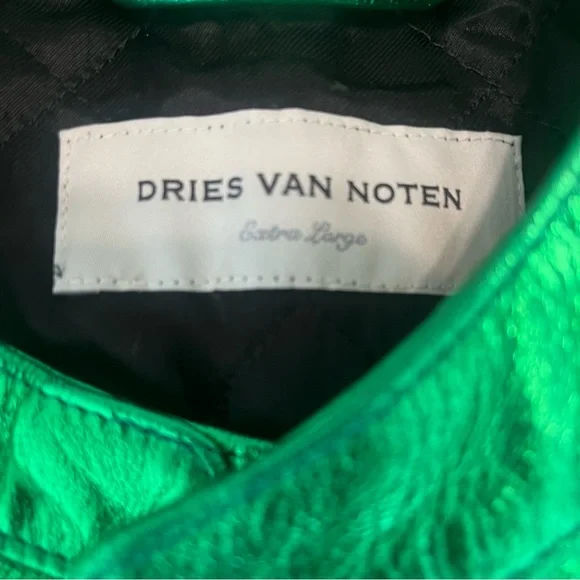 DRIES VAN NOTEN
Extra Large